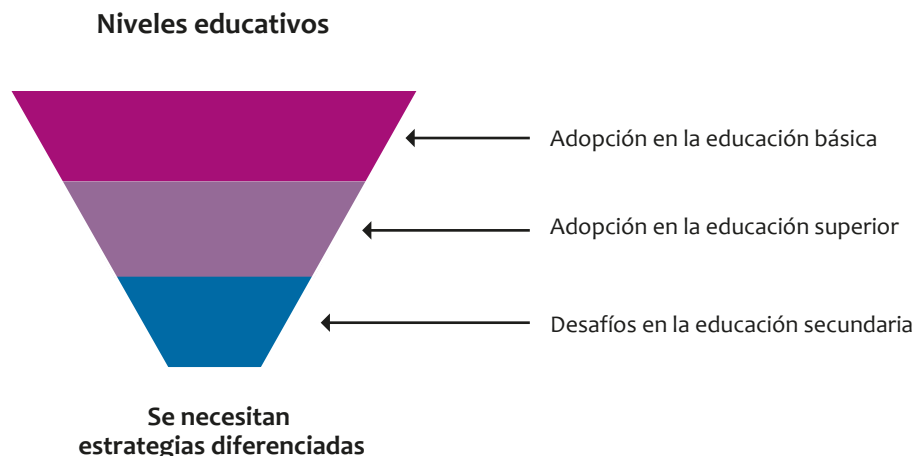 Niveles educativos
Adopción en la educación básica
Adopción en la educación superior
Desafíos en la educación secundaria
Se necesitan
estrategias diferenciadas